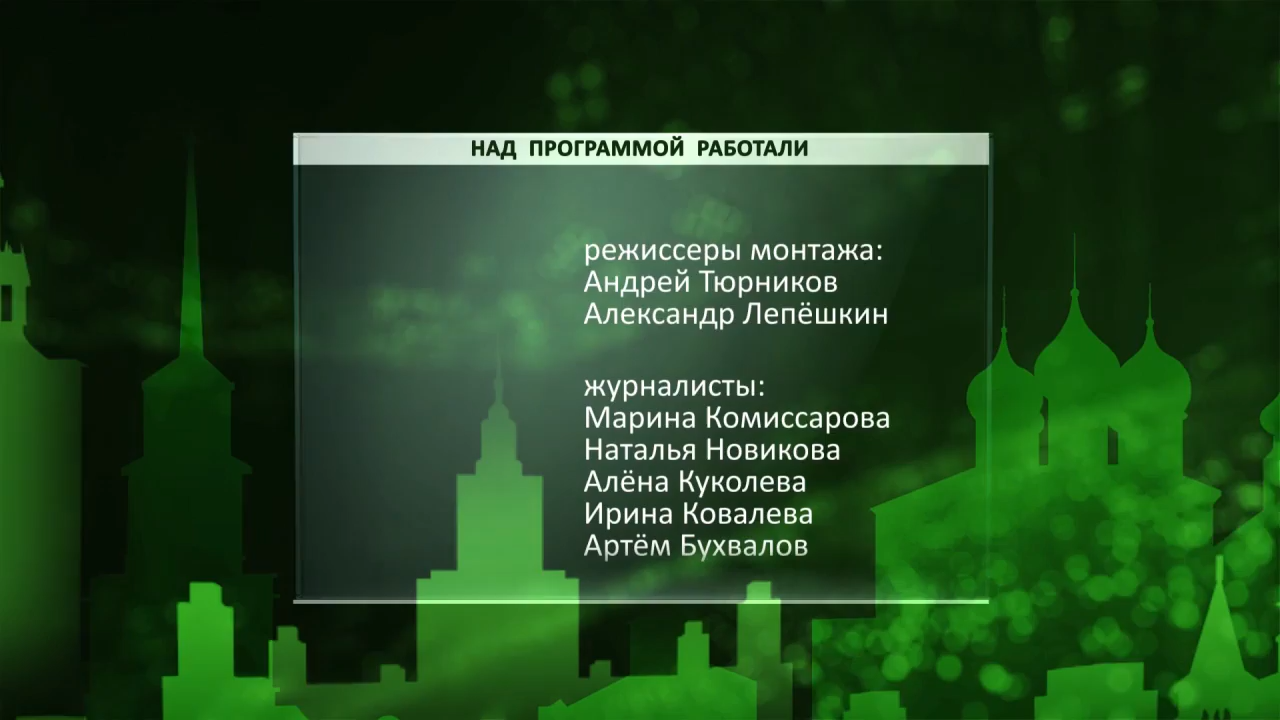 НАД ПРОГРАММОЙ РАБОТАЛИ
режиссеры монтажа:
Андрей Тюрников
Александр Лепёшкин
журналисты:
Марина Комиссарова
Наталья Новикова
Алёна Куколева
Ирина Ковалева
Артём Бухвалов